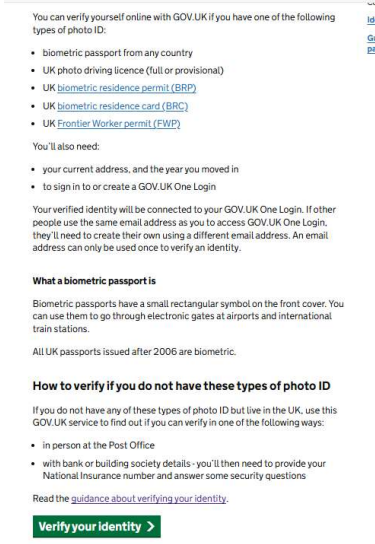 You can verify yourself online with GOV.UK if you have one of the following
types of photo ID:
• biometric passport from any country
• UK photo driving licence (full or provisional)
• UK biometric residence permit (BRP)
• UK biometric residence card (BRC)
• UK Frontier Worker permit (FWP)
You'll also need:
• your current address, and the year you moved in
• to sign in to or create a GOV.UK One Login
Your verified identity will be connected to your GOV.UK One Login. If other
people use the same email address as you to access GOV.UK One Login,
they'll need to create their own using a different email address. An email
address can only be used once to verify an identity.
What a biometric passport is
Biometric passports have a small rectangular symbol on the front cover. You
can use them to go through electronic gates at airports and international
train stations.
All UK passports issued after 2006 are biometric.
How to verify if you do not have these types of photo ID
If you do not have any of these types of photo ID but live in the UK, use this
GOV.UK service to find out if you can verify in one of the following ways:
• in person at the Post Office
• with bank or building society details - you'll then need to provide your
National Insurance number and answer some security questions
Read the guidance about verifying your identity.
Verify your identity >